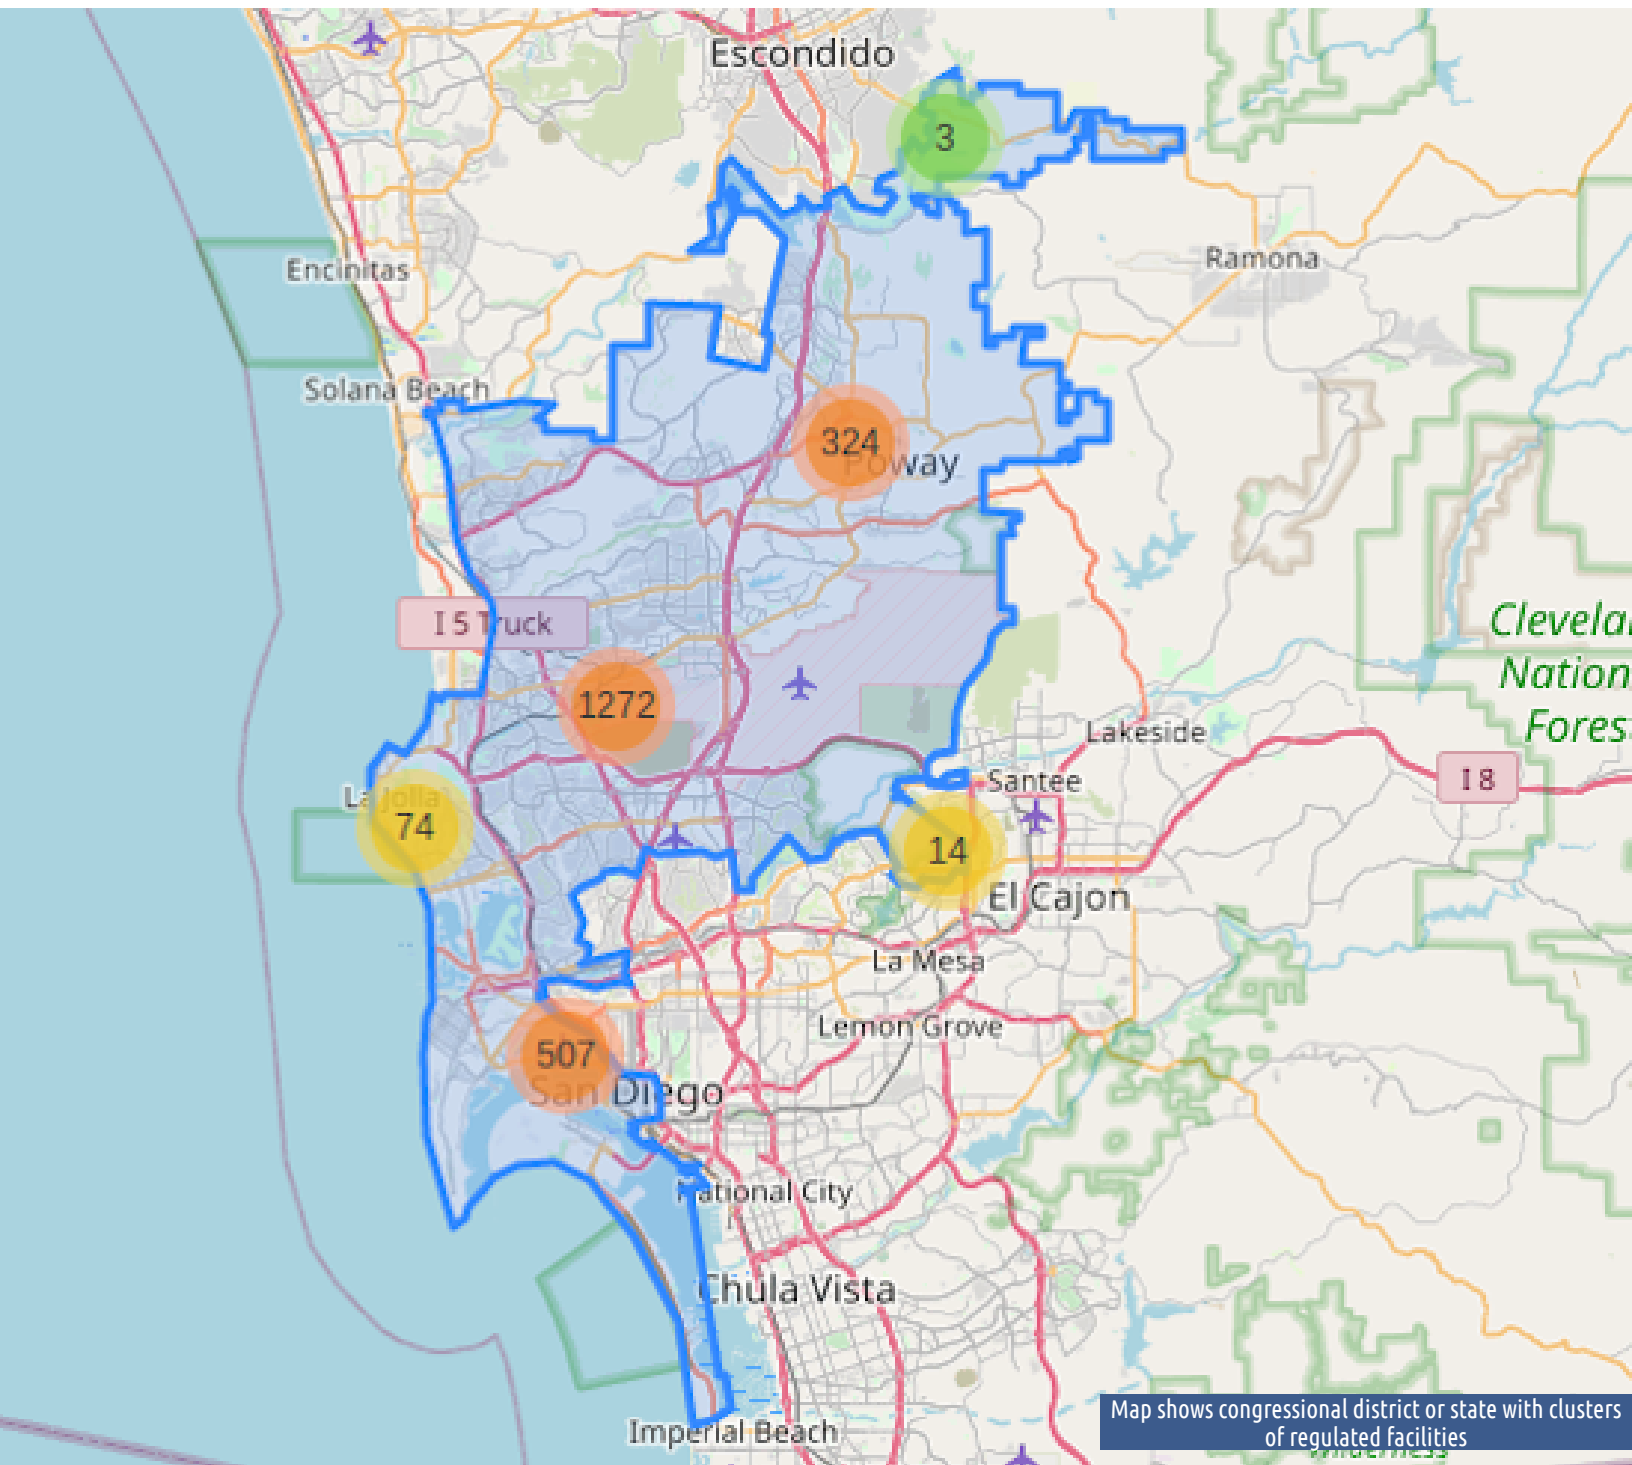 Escondido
3
Encinitas
Ramona
Solana Beach
324
Poway
I 5 Truck
Clevela
Nation
Fores
1272
Lakeside
La Jolla
74
Santee
I 8
14
El Cajon
La Mesa
Lemon Grove
507
San Diego
National City
Chula Vista
Imperial Beach
Map shows congressional district or state with clusters
of regulated facilities